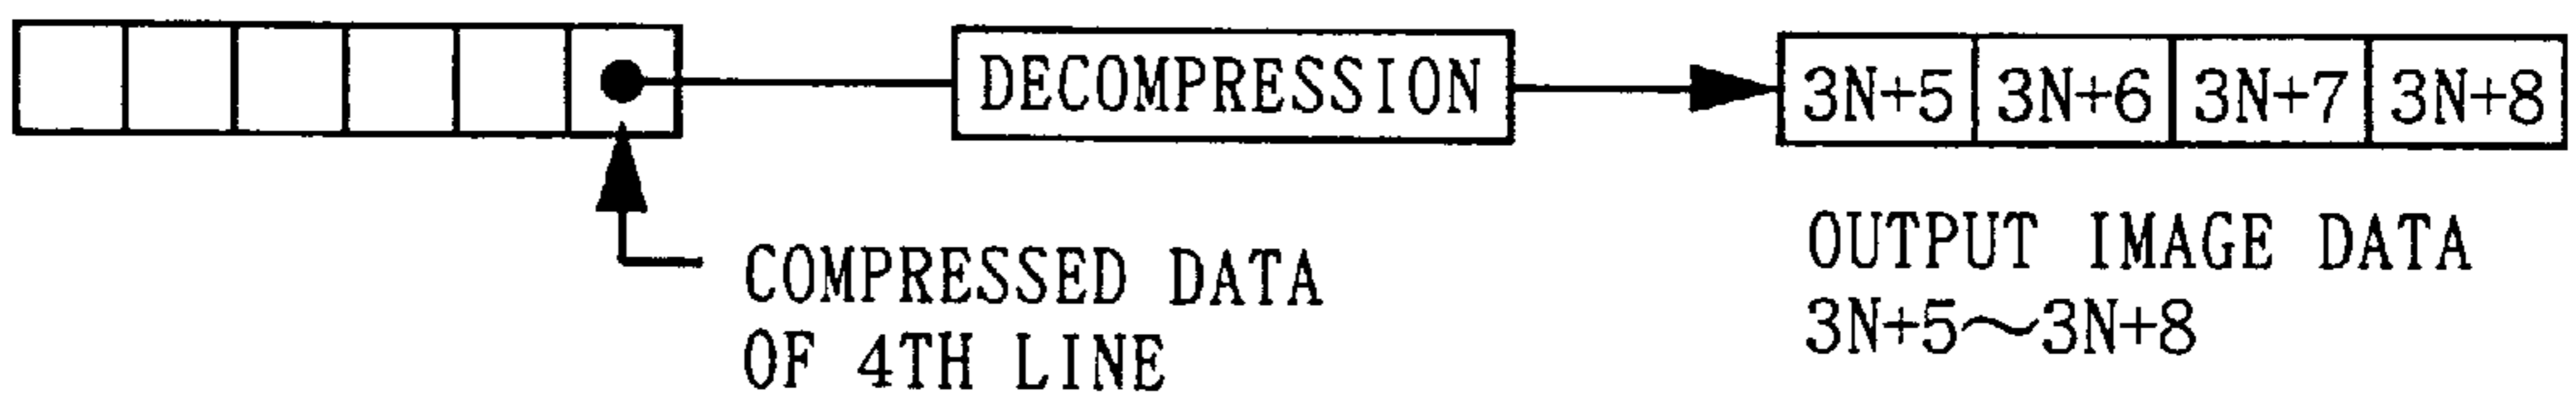 DECOMPRESSION
3N+5 3N+6 3N+7 3N+8
COMPRESSED DATA
OF 4TH LINE
OUTPUT IMAGE DATA
3N+5～3N+8